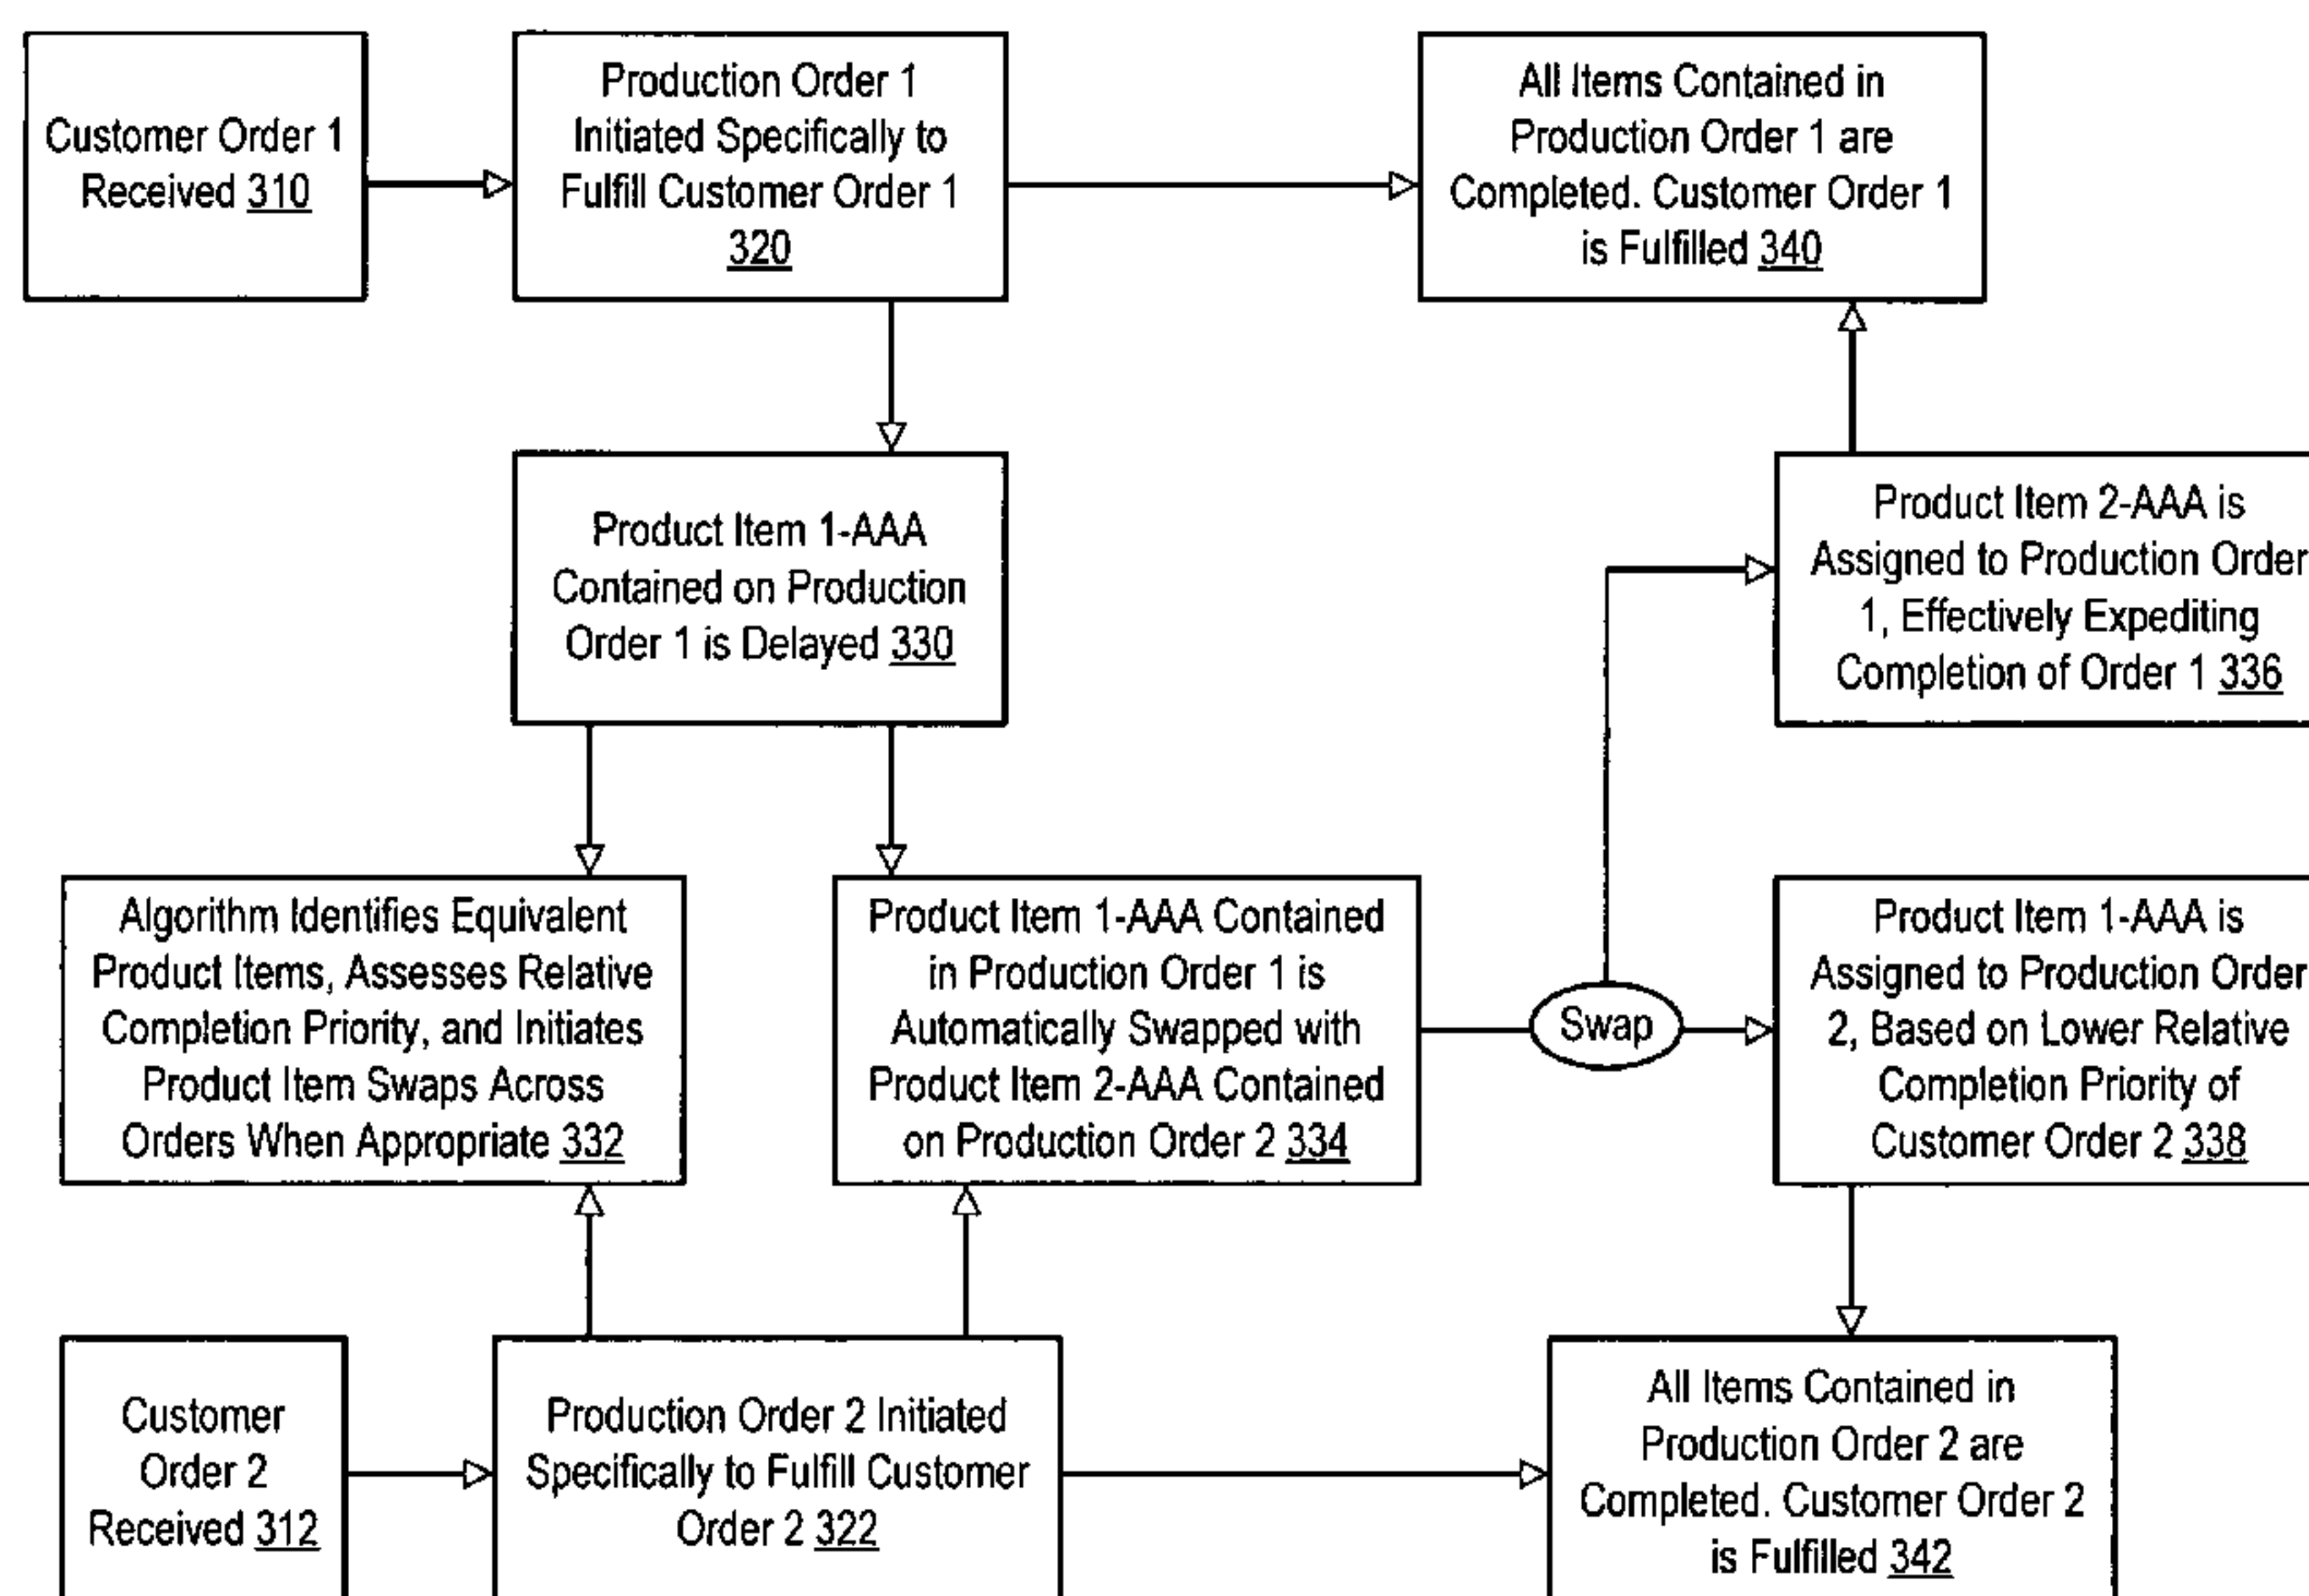 Customer Order 1
Received 310
Production Order 1
Initiated Specifically to
Fulfill Customer Order 1
320
All Items Contained in
Production Order 1 are
Completed. Customer Order 1
is Fulfilled 340
Product Item 1-AAA
Contained on Production
Order 1 is Delayed 330
Product Item 2-AAA is
Assigned to Production Order
1, Effectively Expediting
Completion of Order 1 336
Algorithm Identifies Equivalent
Product Items, Assesses Relative
Completion Priority, and Initiates
Product Item Swaps Across
Orders When Appropriate 332
Product Item 1-AAA Contained
in Production Order 1 is
Automatically Swapped with
Product Item 2-AAA Contained
on Production Order 2 334
Swap
Product Item 1-AAA is
Assigned to Production Order
2, Based on Lower Relative
Completion Priority of
Customer Order 2 338
Customer
Order 2
Received 312
Production Order 2 Initiated
Specifically to Fulfill Customer
Order 2 322
All Items Contained in
Production Order 2 are
Completed. Customer Order 2
is Fulfilled 342